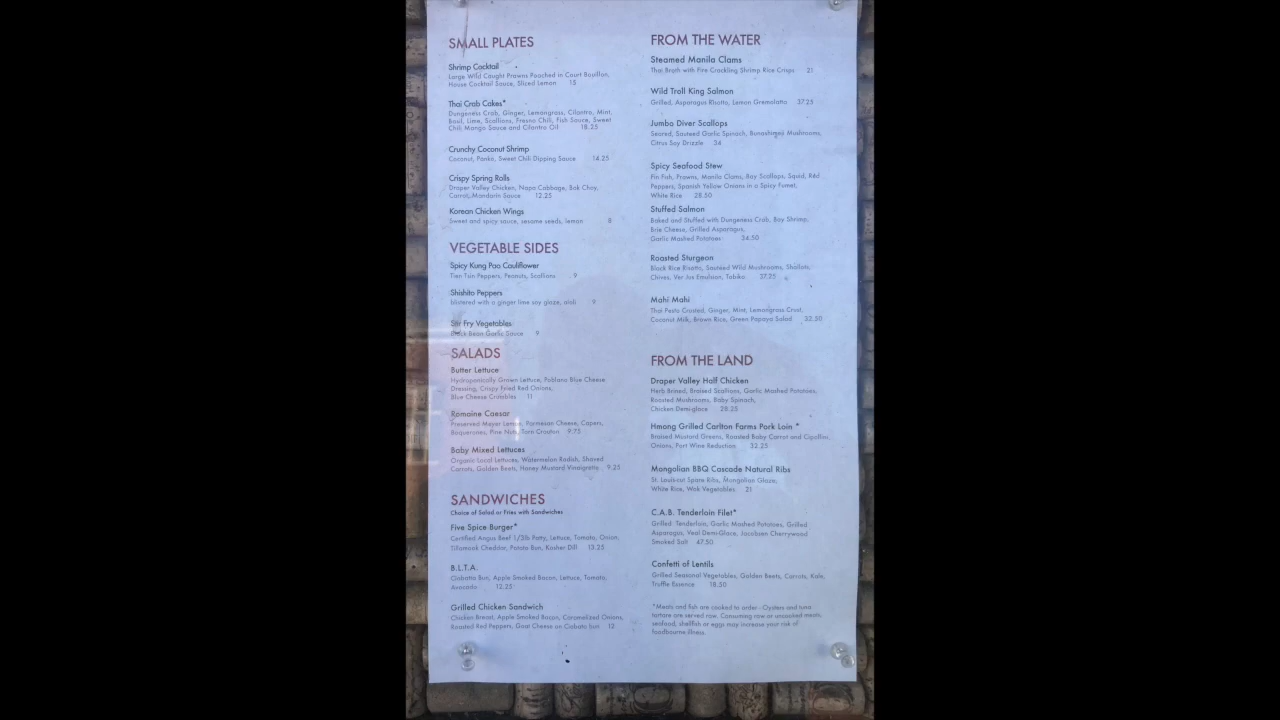 SMALL PLATES
Shrimp Cocktail
Large Wild Caught Prawns Poached in Court Bouillon,
House Cocktail Sauce, Sliced Lemon 15
Thai Crab Cakes*
Dungeness Crab, Ginger, Lemongrass, Cilantro, Mint,
Basil, Lime, Scallions, Fresno Chili, Fish Sauce, Sweet
Chili Mango Sauce and Cilantro Oil 18.25
Crunchy Coconut Shrimp
Coconut, Panko, Sweet Chili Dipping Sauce 14.25
Crispy Spring Rolls
Draper Valley Chicken, Napa Cabbage, Bok Choy,
Carrot, Mandarin Sauce 12.25
Korean Chicken Wings
Sweet and spicy sauce, sesame seeds, lemon 8
VEGETABLE SIDES
Spicy Kung Pao Cauliflower
Tien Tsin Peppers, Peanuts, Scallions 9
Shishito Peppers
blistered with a ginger lime soy glaze, aioli 9
Stir Fry Vegetables
Black Bean Garlic Sauce 9
SALADS
Butter Lettuce
Hydroponically Grown Lettuce, Poblano Blue Cheese
Dressing, Crispy Fried Red Onions,
Blue Cheese Crumbles 11
Romaine Caesar
Preserved Meyer Lemon, Parmesan Cheese, Capers,
Boquerones, Pine Nuts, Torn Crouton 9.75
Baby Mixed Lettuces
Organic Local Lettuces, Watermelon Radish, Shaved
Carrots, Golden Beets, Honey Mustard Vinaigrette 9.25
SANDWICHES
Choice of Salad or Fries with Sandwiches
Five Spice Burger*
Certified Angus Beef 1/3lb Patty, Lettuce, Tomato, Onion,
Tillamook Cheddar, Potato Bun, Kosher Dill 13.25
B.L.T.A.
Ciabatta Bun, Apple Smoked Bacon, Lettuce, Tomato,
Avocado 12.25
Grilled Chicken Sandwich
Chicken Breast, Apple Smoked Bacon, Caramelized Onions,
Roasted Red Peppers, Goat Cheese on Ciabata bun 12
FROM THE WATER
Steamed Manila Clams
Thai Broth with Fire Crackling Shrimp Rice Crisps 21
Wild Troll King Salmon
Grilled, Asparagus Risotto, Lemon Gremolatta 37.25
Jumbo Diver Scallops
Seared, Sauteed Garlic Spinach, Bunashimeji Mushrooms,
Citrus Soy Drizzle 34
Spicy Seafood Stew
Fin Fish, Prawns, Manila Clams, Bay Scallops, Squid, Red
Peppers, Spanish Yellow Onions in a Spicy Fumet,
White Rice 28.50
Stuffed Salmon
Baked and Stuffed with Dungeness Crab, Bay Shrimp,
Brie Cheese, Grilled Asparagus,
Garlic Mashed Potatoes 34.50
Roasted Sturgeon
Black Rice Risotto, Sautéed Wild Mushrooms, Shallots,
Chives, Ver Jus Emulsion, Tobiko 37.25
Mahi Mahi
Thai Pesto Crusted, Ginger, Mint, Lemongrass Crust,
Coconut Milk, Brown Rice, Green Papaya Salad 32.50
FROM THE LAND
Draper Valley Half Chicken
Herb Brined, Braised Scallions, Garlic Mashed Potatoes,
Roasted Mushrooms, Baby Spinach,
Chicken Demi-glace 28.25
Hmong Grilled Carlton Farms Pork Loin *
Braised Mustard Greens, Roasted Baby Carrot and Cipollini,
Onions, Port Wine Reduction 32.25
Mongolian BBQ Cascade Natural Ribs
St. Louis-cut Spare Ribs, Mongolian Glaze,
White Rice, Wok Vegetables 21
C.A.B. Tenderloin Filet*
Grilled Tenderloin, Garlic Mashed Potatoes, Grilled
Asparagus, Veal Demi-Glace, Jacobsen Cherrywood
Smoked Salt 47.50
Confetti of Lentils
Grilled Seasonal Vegetables, Golden Beets, Carrots, Kale,
Truffle Essence 18.50
*Meats and fish are cooked to order - Oysters and tuna
tartare are served raw. Consuming raw or uncooked meats,
seafood, shellfish or eggs may increase your risk of
foodbourne illness.